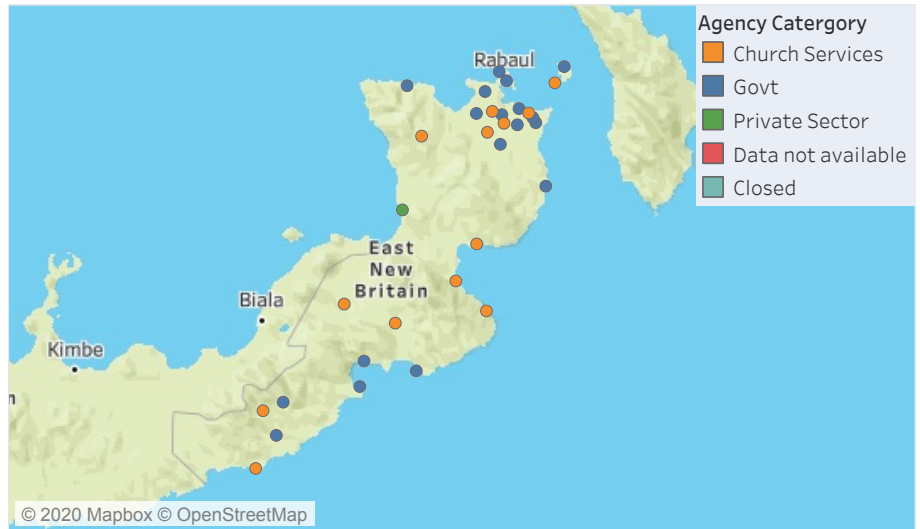 Agency Catergory
Church Services
Govt
Private Sector
Data not available
Closed
Rabaul
East
New
Britain
Biala
Kimbe
n
© 2020 Mapbox © OpenStreetMap